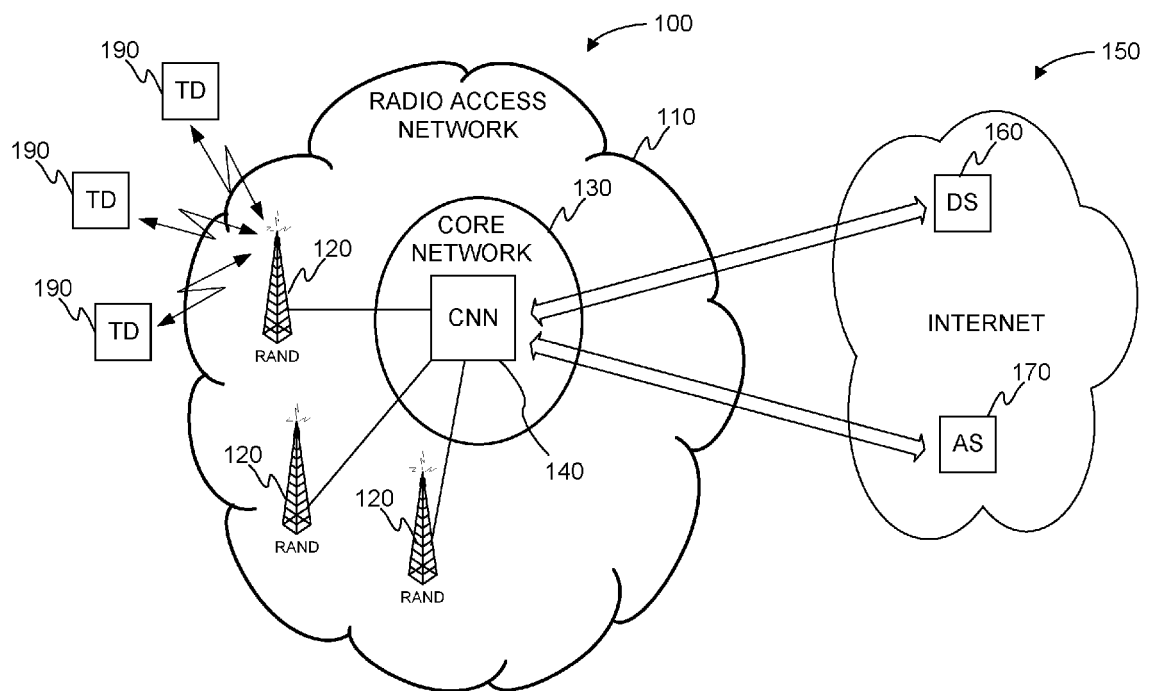 100
190
TD
RADIO ACCESS
NETWORK
110
150
160
DS
190
TD
130
CORE
NETWORK
120
190
TD
CNN
INTERNET
RAND
170
AS
120
140
120
RAND
RAND